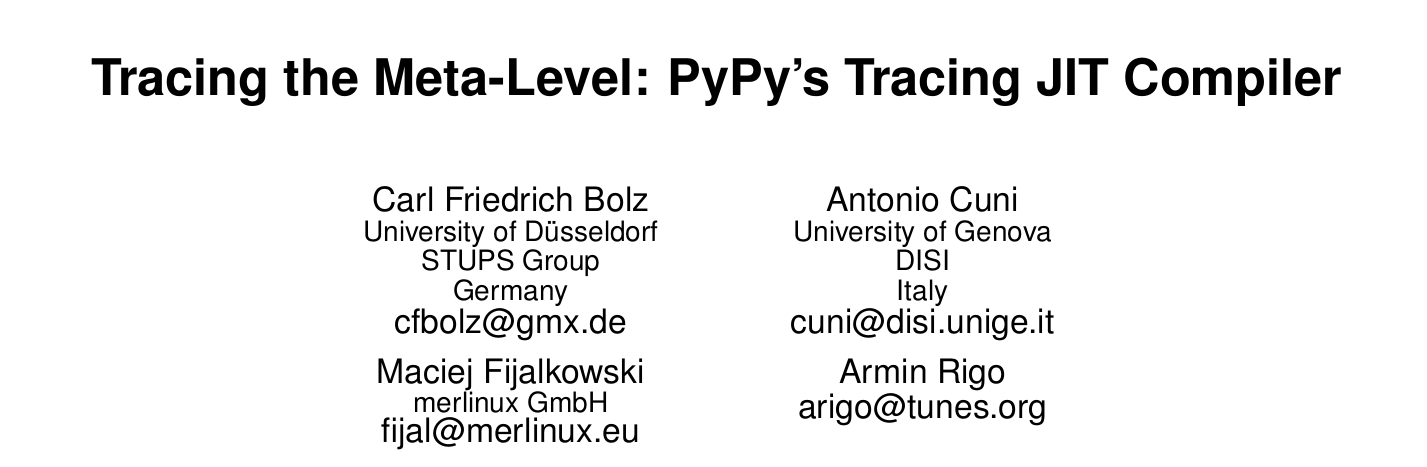 Tracing the Meta-Level: PyPy's Tracing JIT Compiler
Carl Friedrich Bolz
University of Düsseldorf
STUPS Group
Germany
cfbolz@gmx.de
Antonio Cuni
University of Genova
DISI
Italy
cuni@disi.unige.it
Maciej Fijalkowski
merlinux GmbH
fijal@merlinux.eu
Armin Rigo
arigo@tunes.org